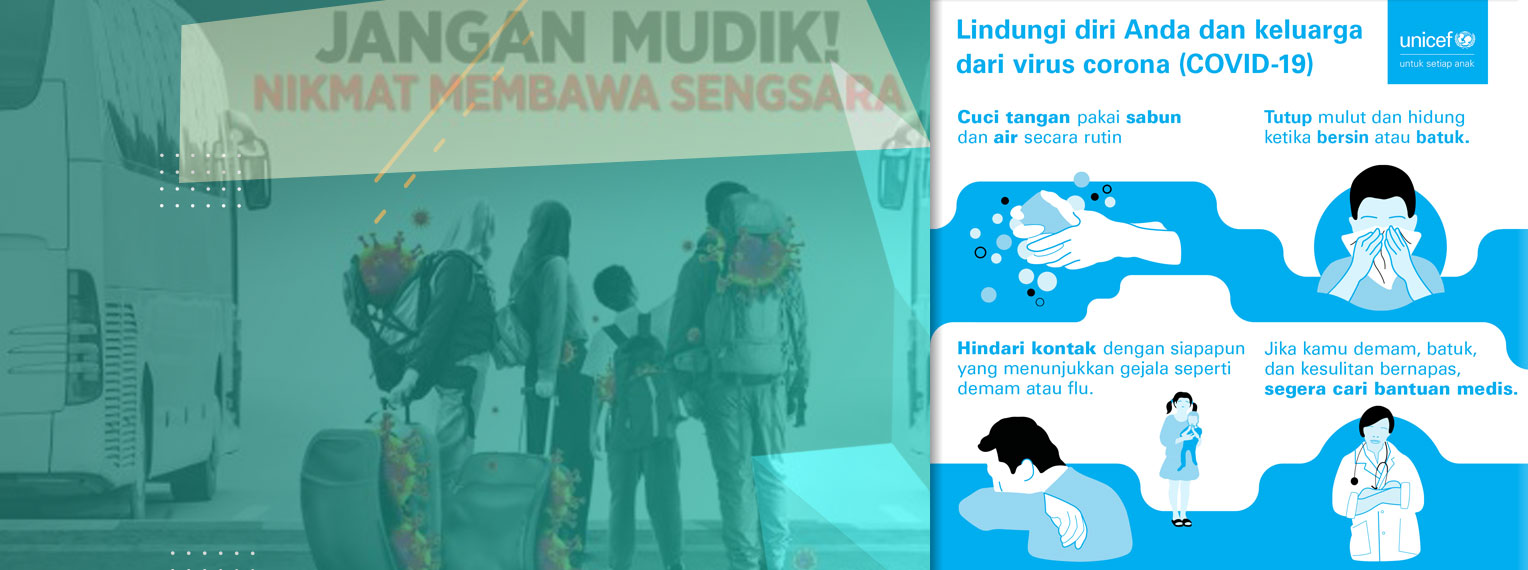 JANGAN MUDIK!
NIKMAT MEMBAWA SENGSARA
Lindungi diri Anda dan keluarga
dari virus corona (COVID-19)
unicef
untuk setiap anak
Cuci tangan pakai sabun
dan air secara rutin
Tutup mulut dan hidung
ketika bersin atau batuk.
Hindari kontak dengan siapapun
yang menunjukkan gejala seperti
demam atau flu.
Jika kamu demam, batuk,
dan kesulitan bernapas,
segera cari bantuan medis.